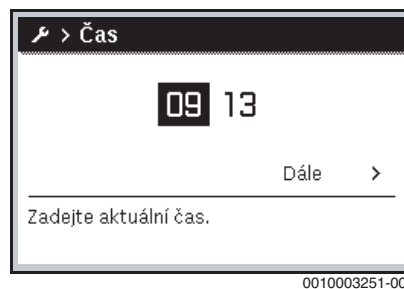 > Čas
09 13
Dále >
Zadejte aktuální čas.
0010003251-00